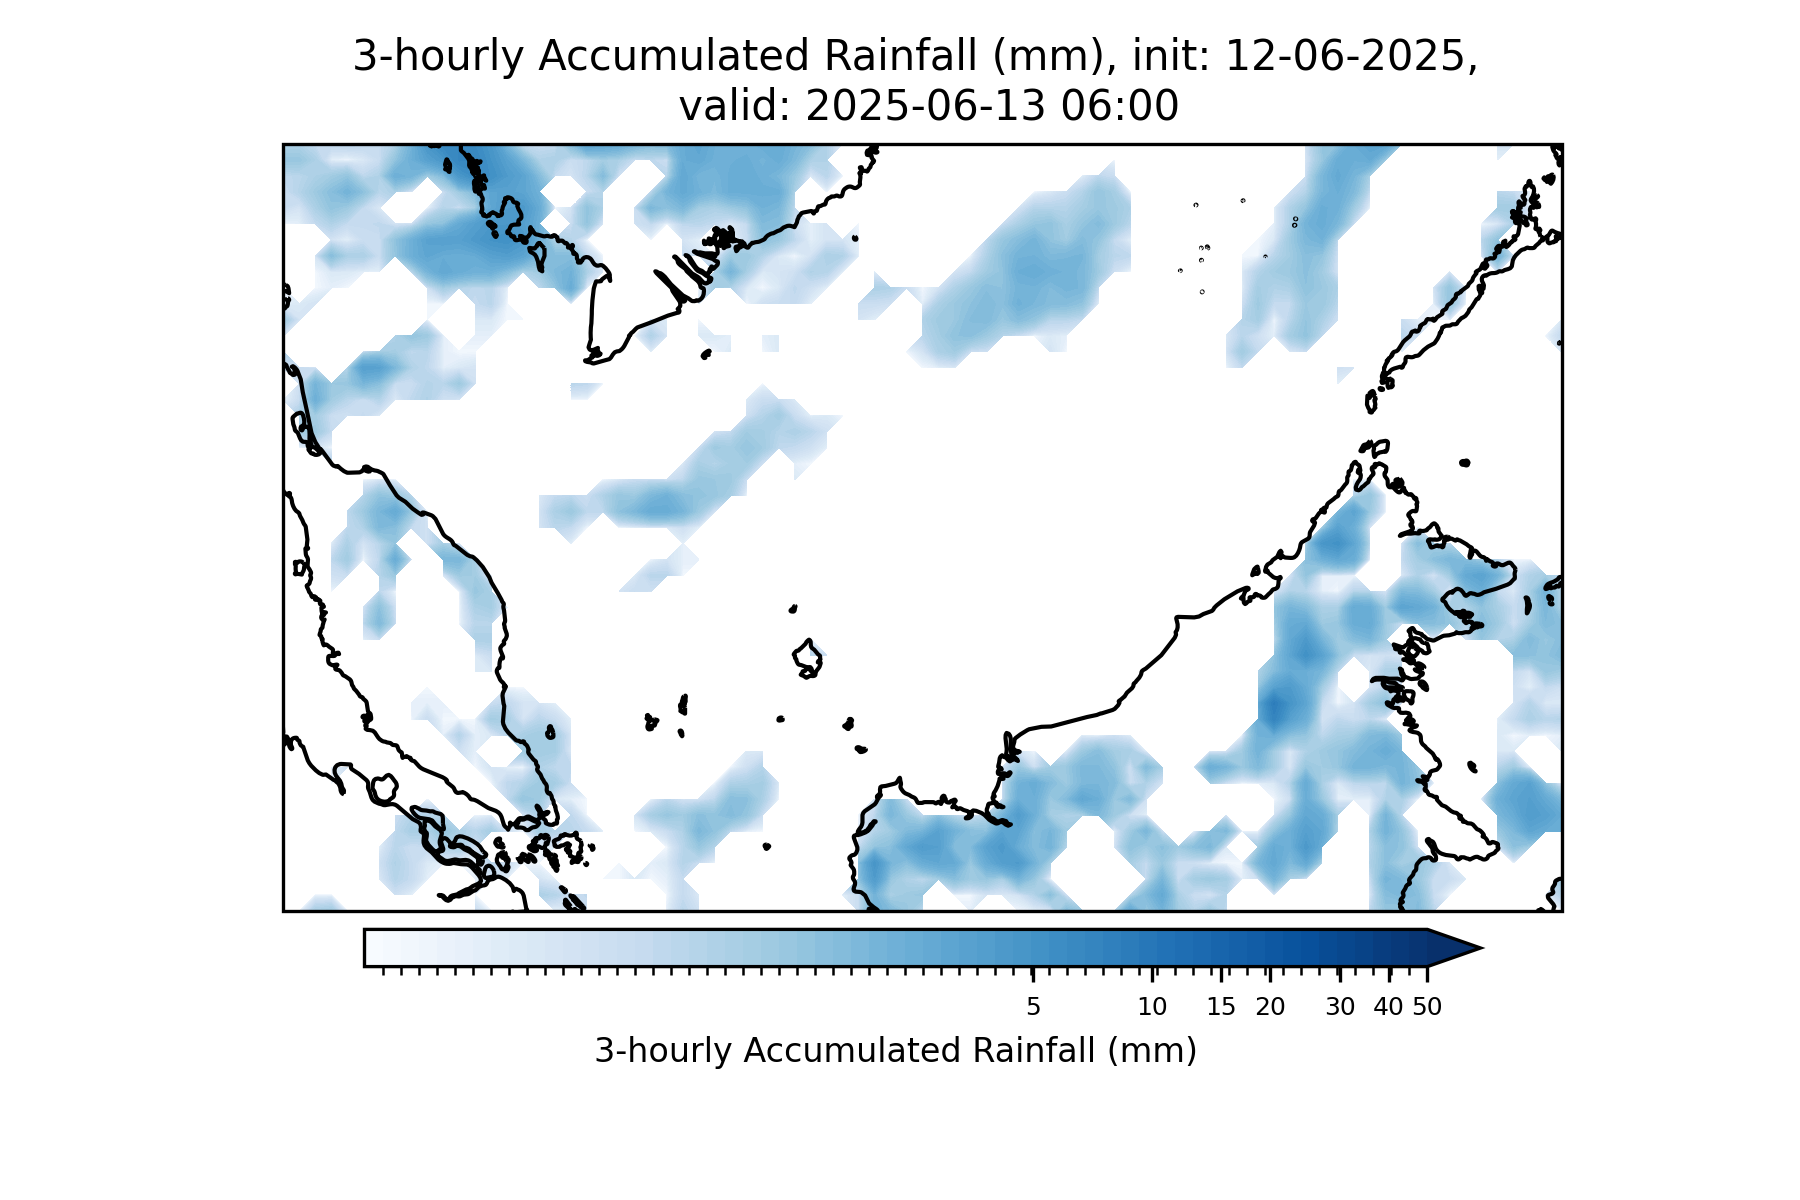 3-hourly Accumulated Rainfall (mm), init: 12-06-2025,
valid: 2025-06-13 06:00
5 10 15 20 30 40 50
3-hourly Accumulated Rainfall (mm)